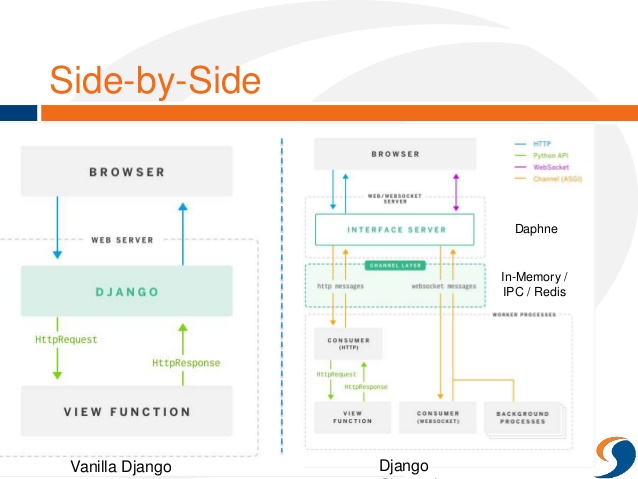 Side-by-Side
BROWSER
WEB SERVER
DJANGO
HttpRequest
HttpResponse
VIEW FUNCTION
Vanilla Django
HTTP
Python API
WebSocket
Channel (ASGI)
BROWSER
WEB/WEBSOCKET
SERVER
INTERFACE SERVER
Daphne
CHANNEL LAYER
http messages
websocket messages
In-Memory /
IPC / Redis
WORKER PROCESSES
CONSUMER
(HTTP)
HttpRequest
HttpResponse
VIEW
FUNCTION
CONSUMER
(WEBSOCKET)
BACKGROUND
PROCESSES
Django